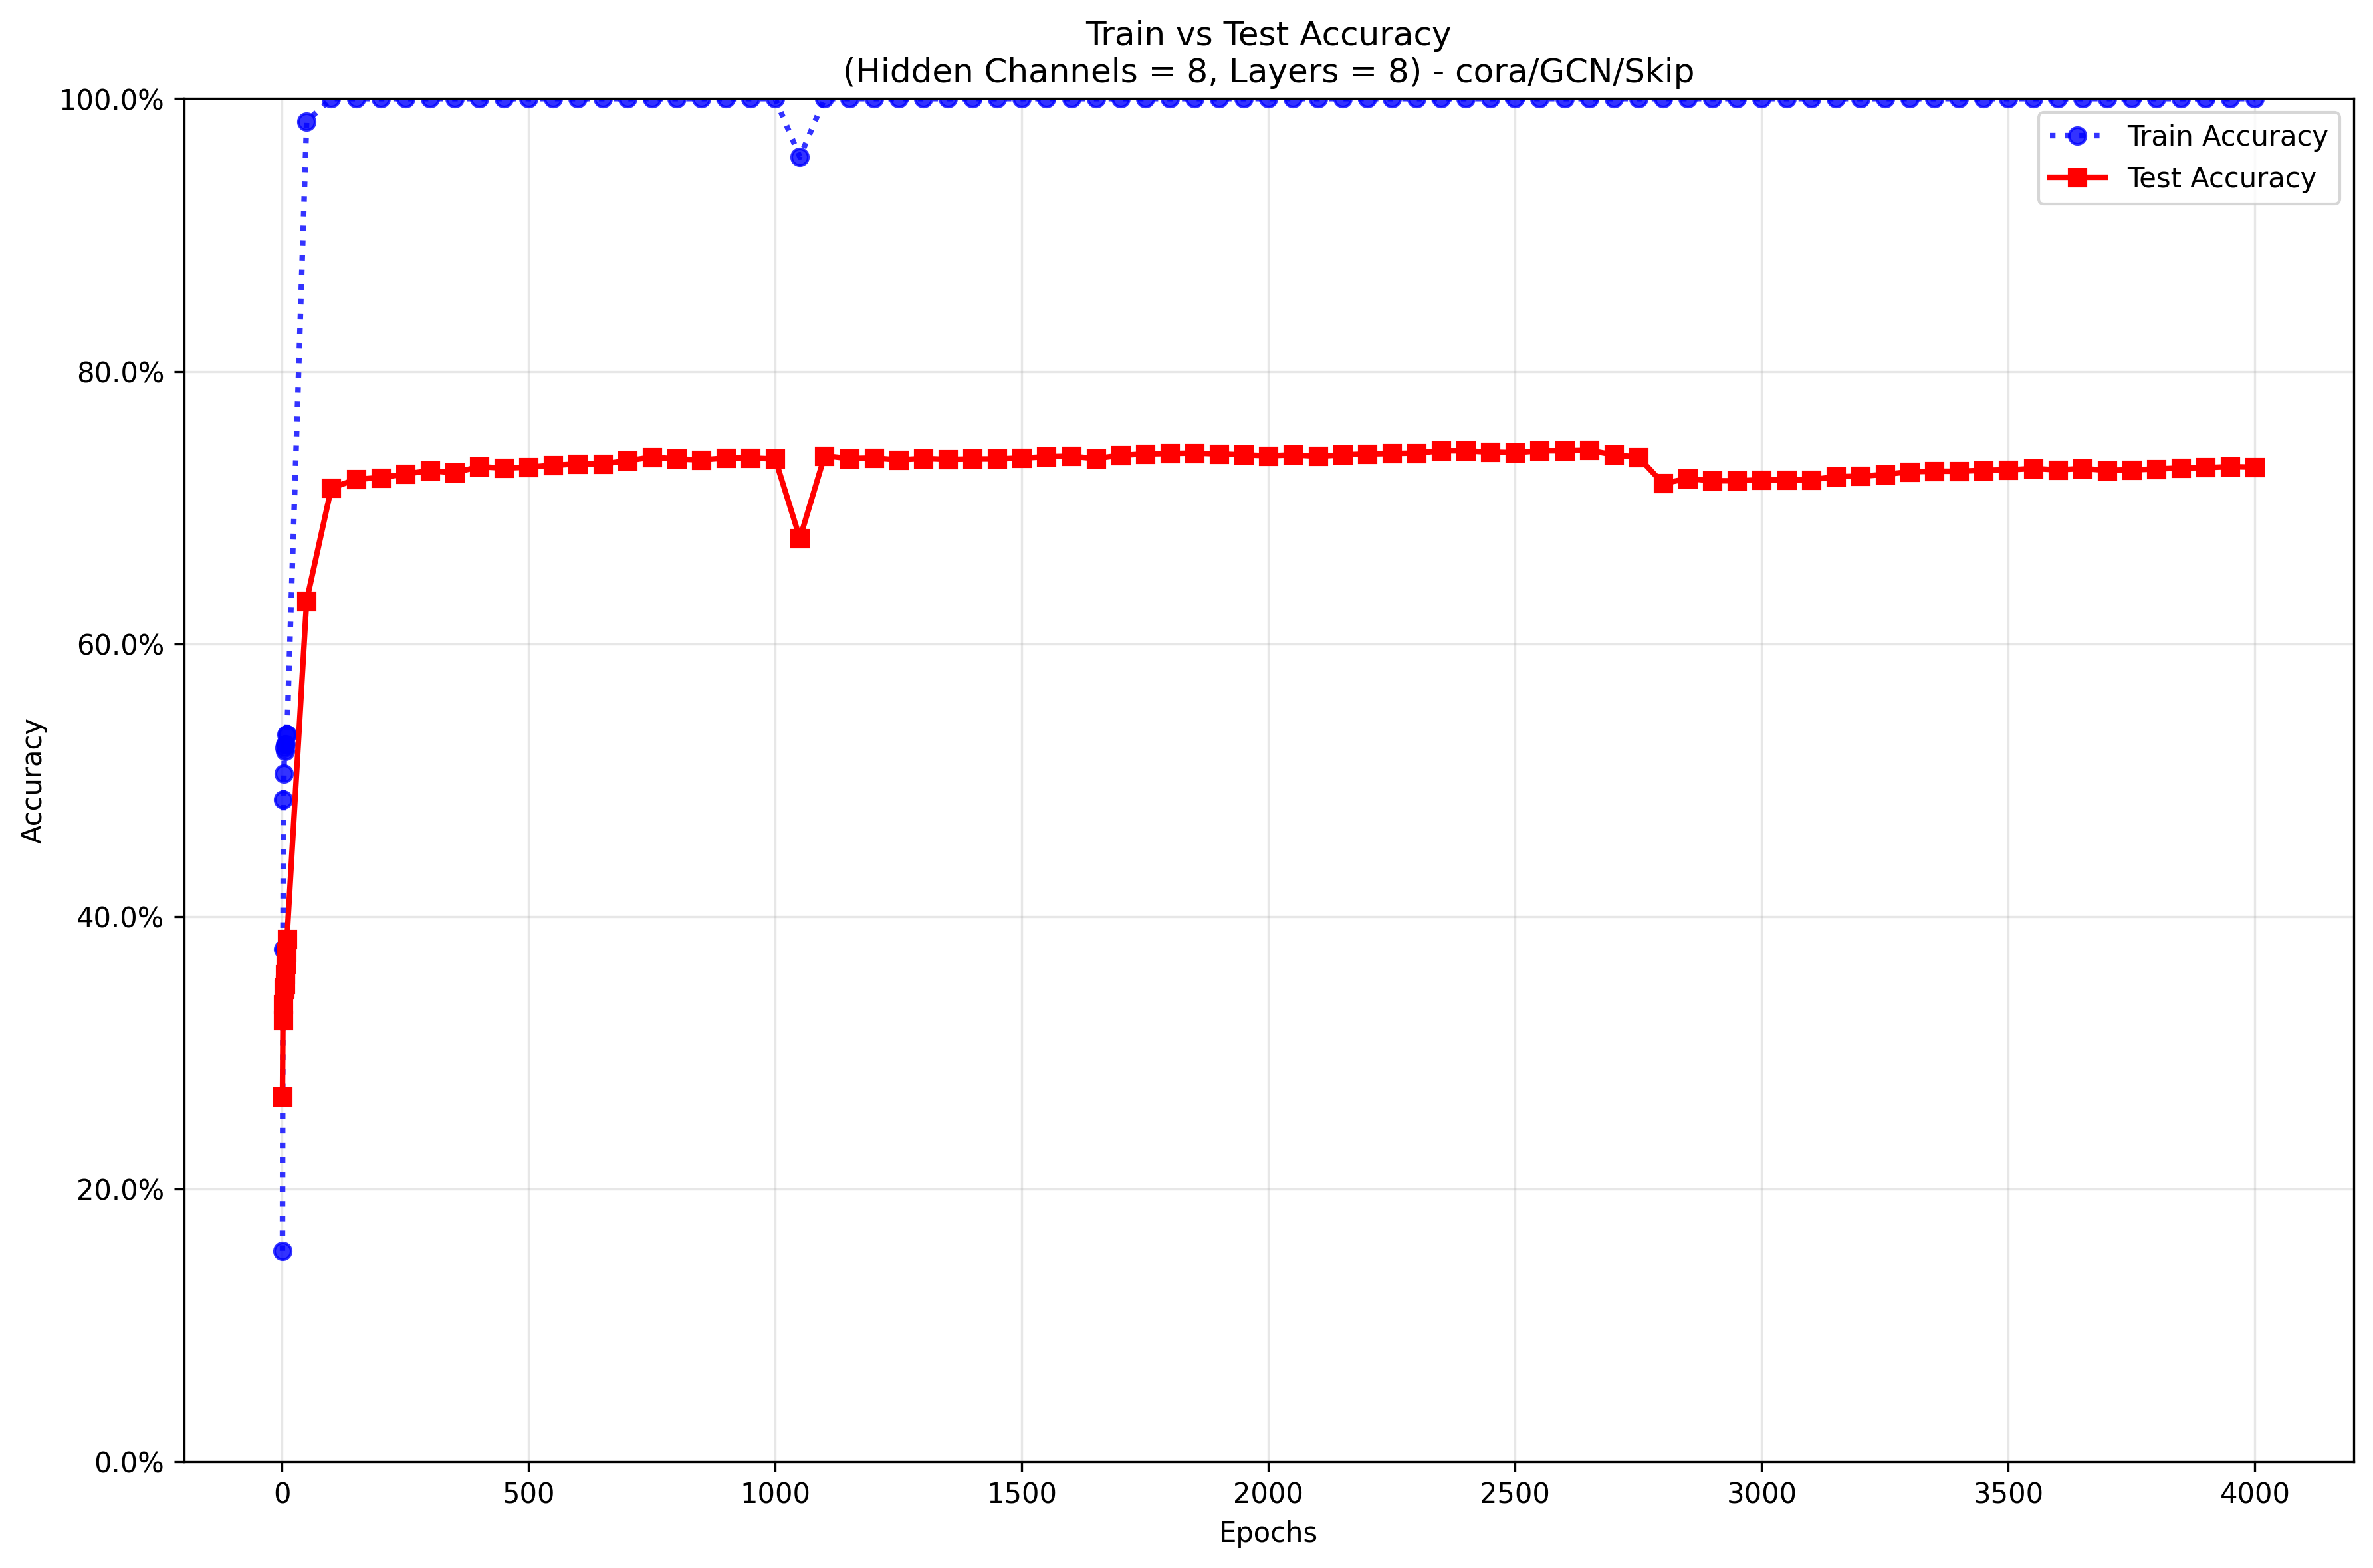 Train vs Test Accuracy
(Hidden Channels = 8, Layers = 8) - cora/GCN/Skip
100.0%
80.0%
60.0%
40.0%
20.0%
0.0%
Accuracy
Train Accuracy
Test Accuracy
0 500 1000 1500 2000 2500 3000 3500 4000
Epochs